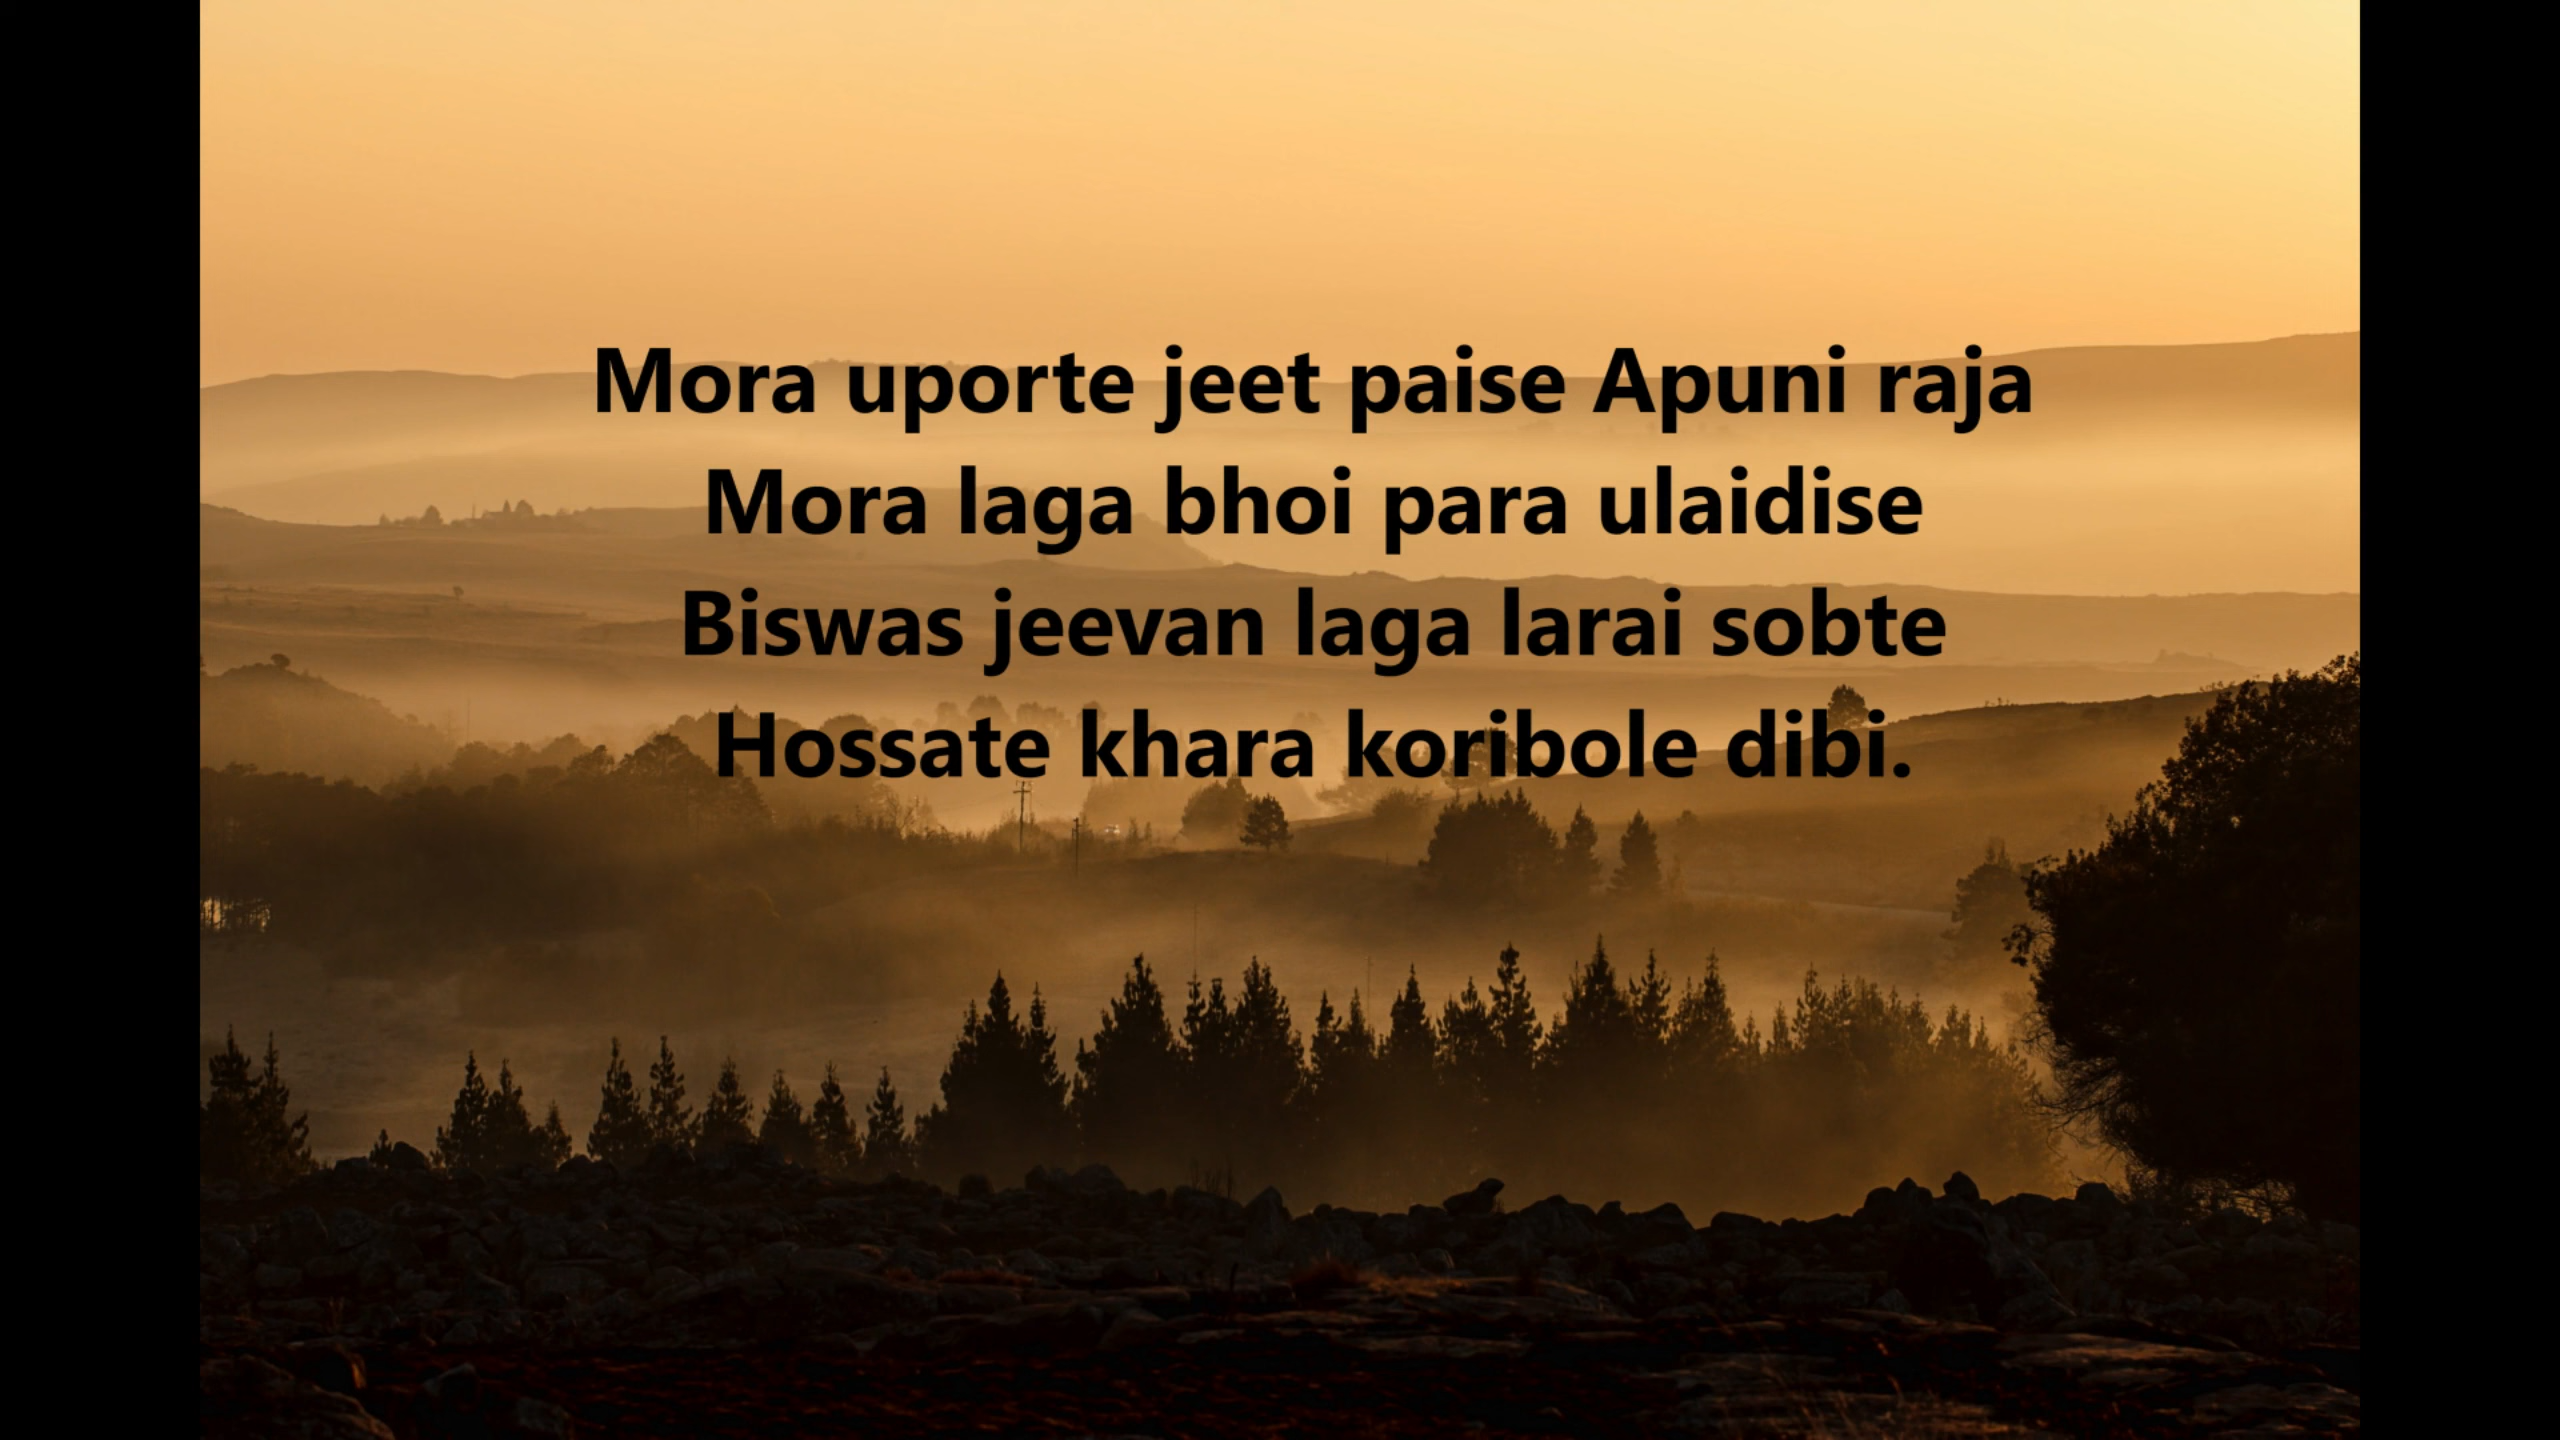 Mora uporte jeet paise Apuni raja
Mora laga bhoi para ulaidise
Biswas jeevan laga larai sobte
Hossate khara koribole dibi.